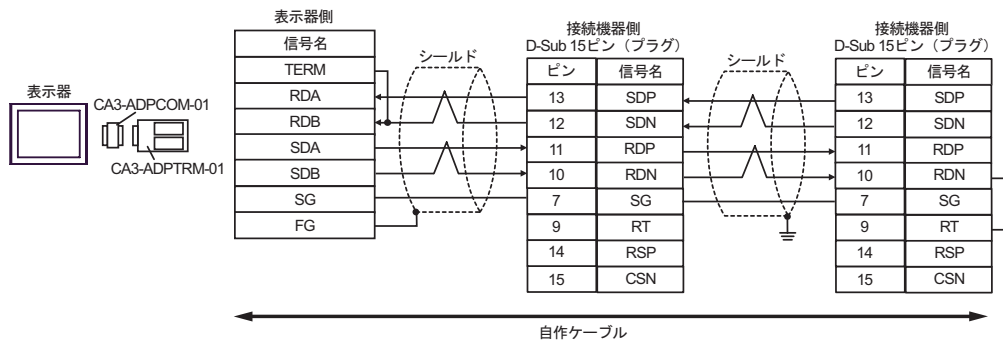 表示器
CA3-ADPCOM-01
CA3-ADPTRM-01
表示器側
信号名
TERM
RDA
RDB
SDA
SDB
SG
FG
シールド
接続機器側
D-Sub 15ピン（プラグ）
ピン 信号名
13 SDP
12 SDN
11 RDP
10 RDN
7 SG
9 RT
14 RSP
15 CSN
シールド
接続機器側
D-Sub 15ピン（プラグ）
ピン 信号名
13 SDP
12 SDN
11 RDP
10 RDN
7 SG
9 RT
14 RSP
15 CSN
自作ケーブル